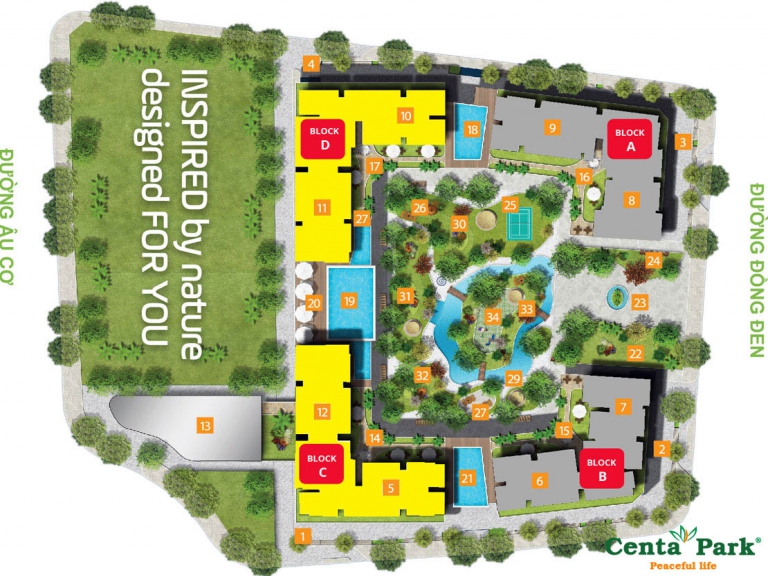 INSPIRED by nature
designed FOR YOU
ĐƯỜNG ÂU CƠ
ĐƯỜNG ĐỒNG ĐEN
4
BLOCK
D
10
18
9
BLOCK
A
3
17
16
8
11
27
26
30
25
24
20
19
31
34
33
23
22
32
29
27
12
13
14
15
7
BLOCK
C
5
21
6
BLOCK
B
2
1
Centa Park®
Peaceful life